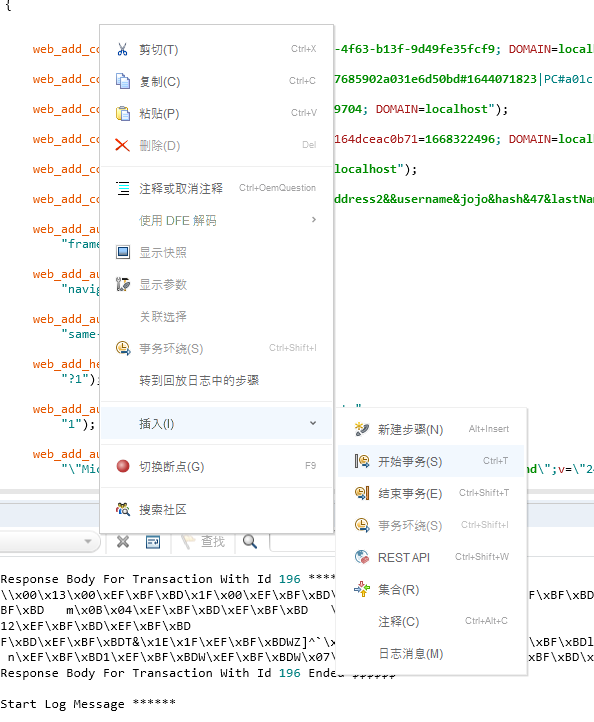 {
web_add_co
-4f63-b13f-9d49fe35fcf9; DOMAIN=local
web_add_co
7685902a031e6d50bd#1644071823|PC#a01c
web_add_co
9704; DOMAIN=localhost");
web_add_co
164dceac0b71=1668322496; DOMAIN=local
web_add_co
localhost");
web_add_co
ddress2&&username&jojo&hash&47&lastNam
web_add_au
"frame
web_add_au
"navig
web_add_au
"same-
web_add_he
"?1");
web_add_au
"1");
web_add_au
"\"Mic
nd\";v=\"24
剪切(T) Ctrl+X
复制(C) Ctrl+C
粘贴(P) Ctrl+V
删除(D) Del
注释或取消注释 Ctrl+OemQuestion
使用 DFE 解码
显示快照
显示参数
关联选择
事务环绕(S) Ctrl+Shift+I
转到回放日志中的步骤
插入(I)
切换断点(G) F9
搜索社区
新建步骤(N) Alt+Insert
开始事务(S) Ctrl+T
结束事务(E) Ctrl+Shift+T
事务环绕(S) Ctrl+Shift+I
REST API Ctrl+Shift+W
集合(R)
注释(C) Ctrl+Alt+C
日志消息(M)
查找
Response Body For Transaction With Id 196 ****
\\x00\x13\x00\xEF\xBF\xBD\x1F\x00\xEF\xBF\xBD\
F\xBF\xBD
BF\xBD m\x0B\x04\xEF\xBF\xBD\xEF\xBF\xBD \
12\xEF\xBF\xBD\xEF\xBF\xBD
F\xBD\xEF\xBF\xBDT&\x1E\x1F\xEF\xBF\xBDWZ]^`\x
\xBF\xBDl
n\xEF\xBF\xBD1\xEF\xBF\xBDW\xEF\xBF\xBDW\x07\
BF\xBD\x
Response Body For Transaction With Id 196 Ended
Start Log Message ******